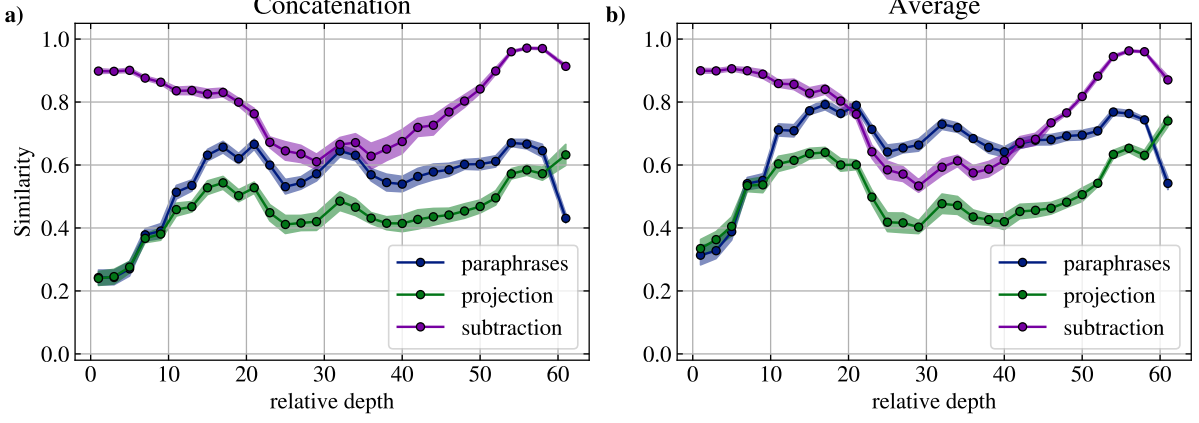 a)
Concatenation
Similarity
1.0
0.8
0.6
0.4
0.2
0.0
paraphrases
projection
subtraction
0 10 20 30 40 50 60
relative depth
b)
Average
1.0
0.8
0.6
0.4
0.2
0.0
paraphrases
projection
subtraction
0 10 20 30 40 50 60
relative depth